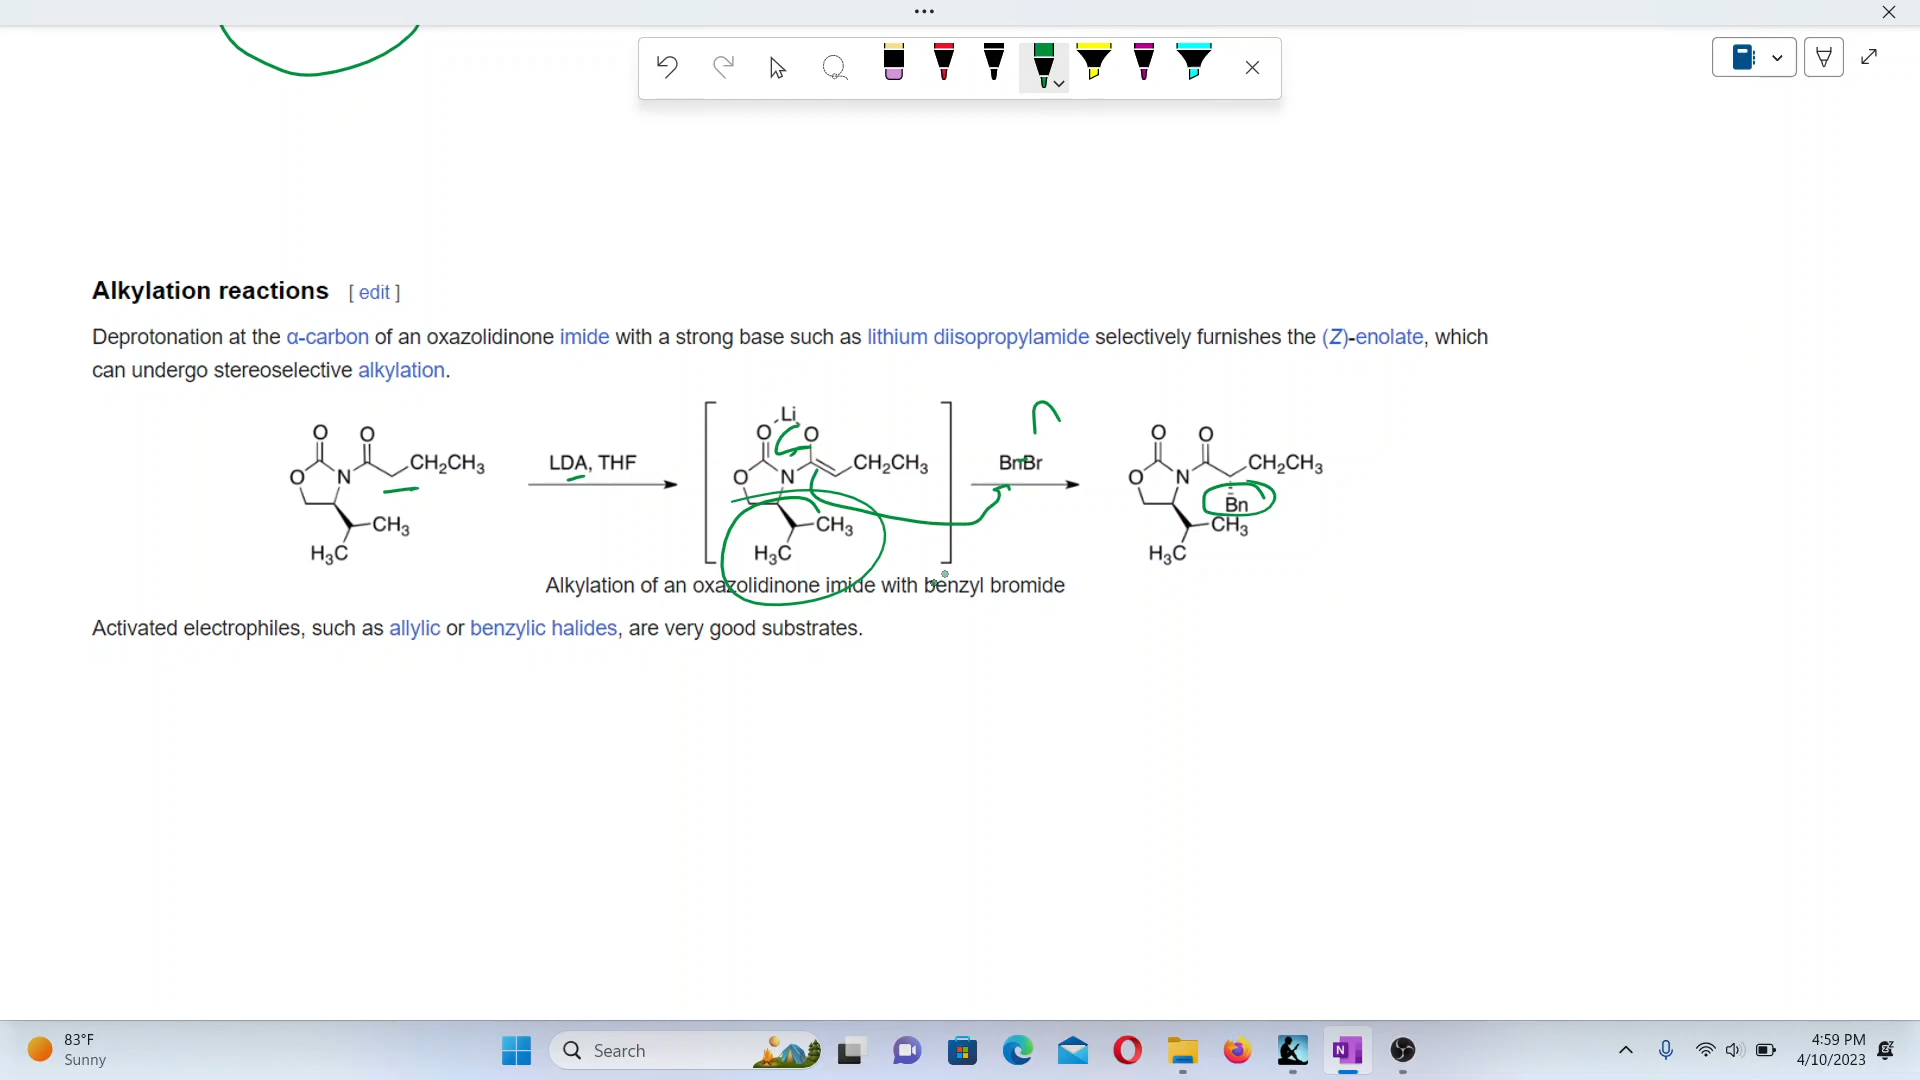 Alkylation reactions [ edit ]
Deprotonation at the α-carbon of an oxazolidinone imide with a strong base such as lithium diisopropylamide selectively furnishes the (Z)-enolate, which
can undergo stereoselective alkylation.
O O N O CH₂CH₃ CH₃ H₃C
LDA, THF
Li O O O N CH₂CH₃ CH₃ H₃C
BnBr
O O O N CH₂CH₃ Bn CH₃ H₃C
Alkylation of an oxazolidinone imide with benzyl bromide
Activated electrophiles, such as allylic or benzylic halides, are very good substrates.
83°F
Sunny
Search
N
4:59 PM
4/10/2023